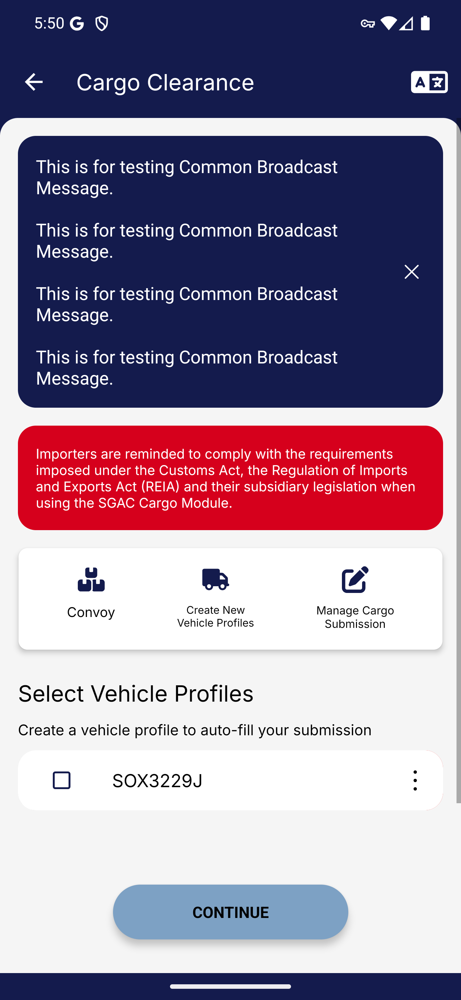 5:50
Cargo Clearance
A 文
This is for testing Common Broadcast
Message.
This is for testing Common Broadcast
Message.
This is for testing Common Broadcast
Message.
This is for testing Common Broadcast
Message.
Importers are reminded to comply with the requirements
imposed under the Customs Act, the Regulation of Imports
and Exports Act (REIA) and their subsidiary legislation when
using the SGAC Cargo Module.
Convoy
Create New
Vehicle Profiles
Manage Cargo
Submission
Select Vehicle Profiles
Create a vehicle profile to auto-fill your submission
SOX3229J
CONTINUE